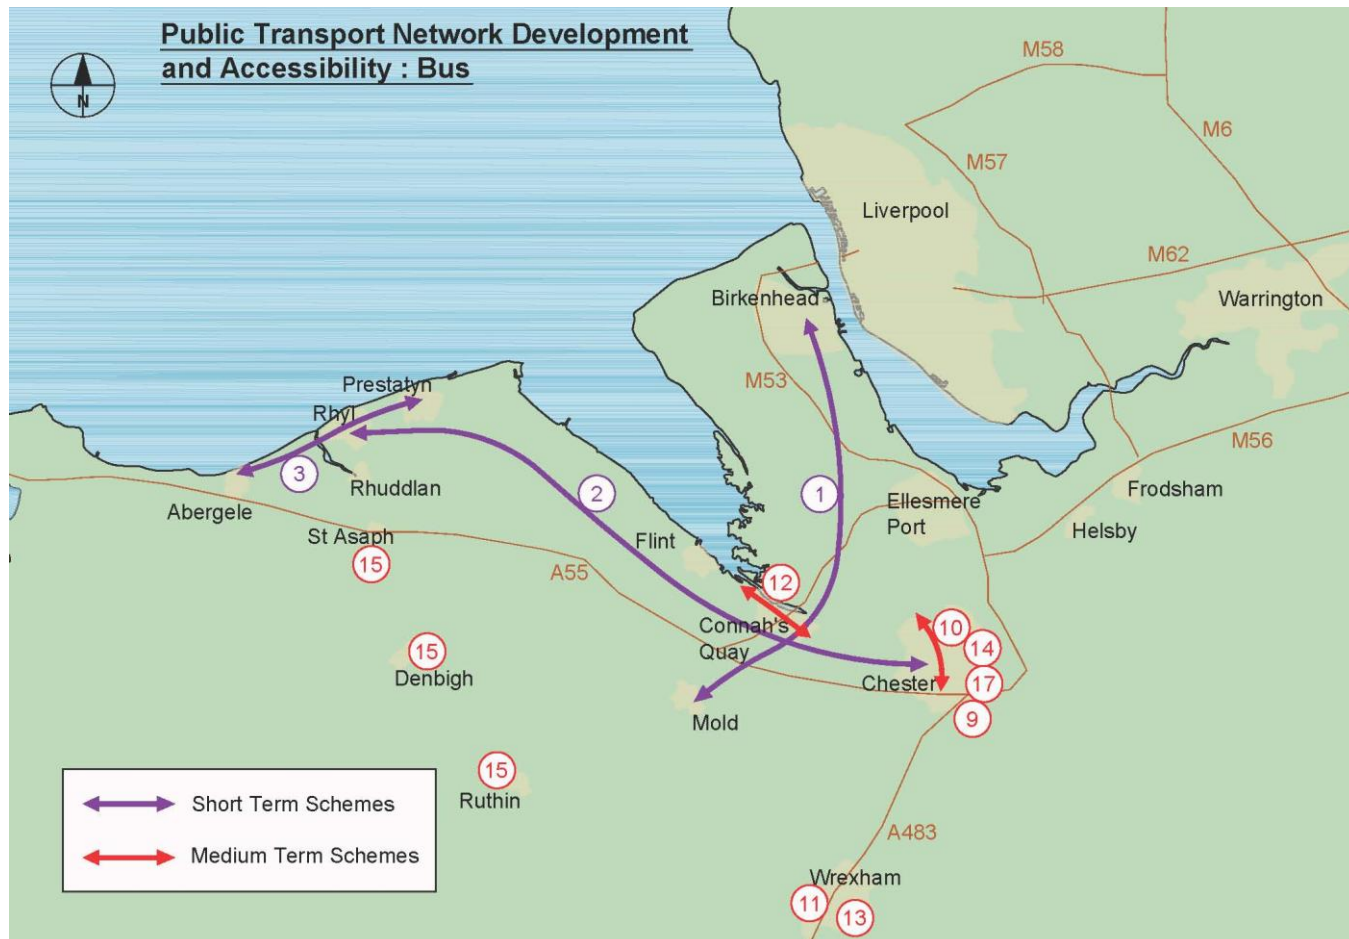 Public Transport Network Development
and Accessibility : Bus
N
M58
M6
M57
Liverpool
M62
Birkenhead
Warrington
M53
Prestatyn
Rhyl
M56
3
2
1
Rhuddlan
Ellesmere
Port
Frodsham
Abergele
Helsby
St Asaph
Flint
15
A55
12
Connah's
Quay
10
14
15
Denbigh
Chester
17
9
Mold
15
Ruthin
Short Term Schemes
Medium Term Schemes
A483
Wrexham
11
13